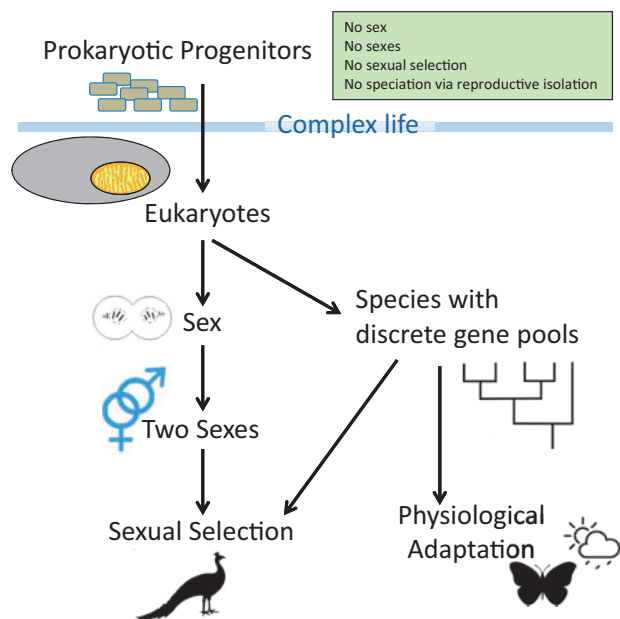 Prokaryotic Progenitors
No sex
No sexes
No sexual selection
No speciation via reproductive isolation
Complex life
Eukaryotes
Sex
Species with
discrete gene pools
Two Sexes
Sexual Selection
Physiological
Adaptation